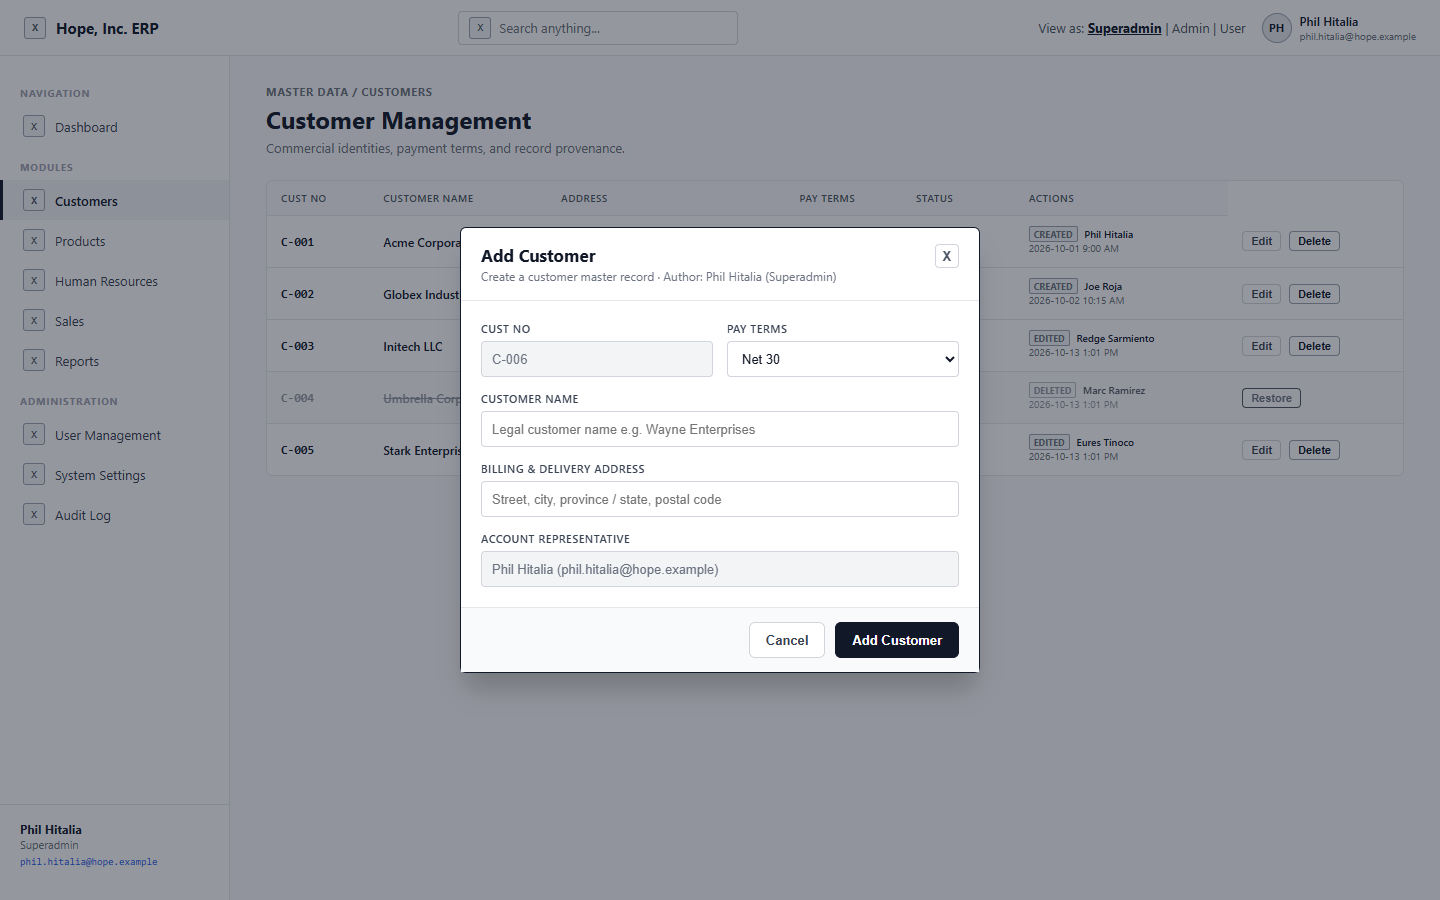 X Hope, Inc. ERP
X Search anything...
View as: Superadmin | Admin | User
PH Phil Hitalia
phil.hitalia@hope.example
NAVIGATION
X Dashboard
MODULES
X Customers
X Products
X Human Resources
X Sales
X Reports
ADMINISTRATION
X User Management
X System Settings
X Audit Log
Phil Hitalia
Superadmin
phil.hitalia@hope.example
MASTER DATA / CUSTOMERS
Customer Management
Commercial identities, payment terms, and record provenance.
CUST NO CUSTOMER NAME ADDRESS PAY TERMS STATUS ACTIONS
C-001 Acme Corpora CREATED Phil Hitalia Edit Delete
2026-10-01 9:00 AM
C-002 Globex Indust CREATED Joe Roja Edit Delete
2026-10-02 10:15 AM
C-003 Initech LLC EDITED Redge Sarmiento Edit Delete
2026-10-13 1:01 PM
C-004 Umbrella Corp DELETED Marc Ramirez Restore
2026-10-13 1:01 PM
C-005 Stark Enterpris EDITED Eures Tinoco Edit Delete
2026-10-13 1:01 PM
Add Customer X
Create a customer master record · Author: Phil Hitalia (Superadmin)
CUST NO PAY TERMS
C-006 Net 30
CUSTOMER NAME
Legal customer name e.g. Wayne Enterprises
BILLING & DELIVERY ADDRESS
Street, city, province / state, postal code
ACCOUNT REPRESENTATIVE
Phil Hitalia (phil.hitalia@hope.example)
Cancel Add Customer